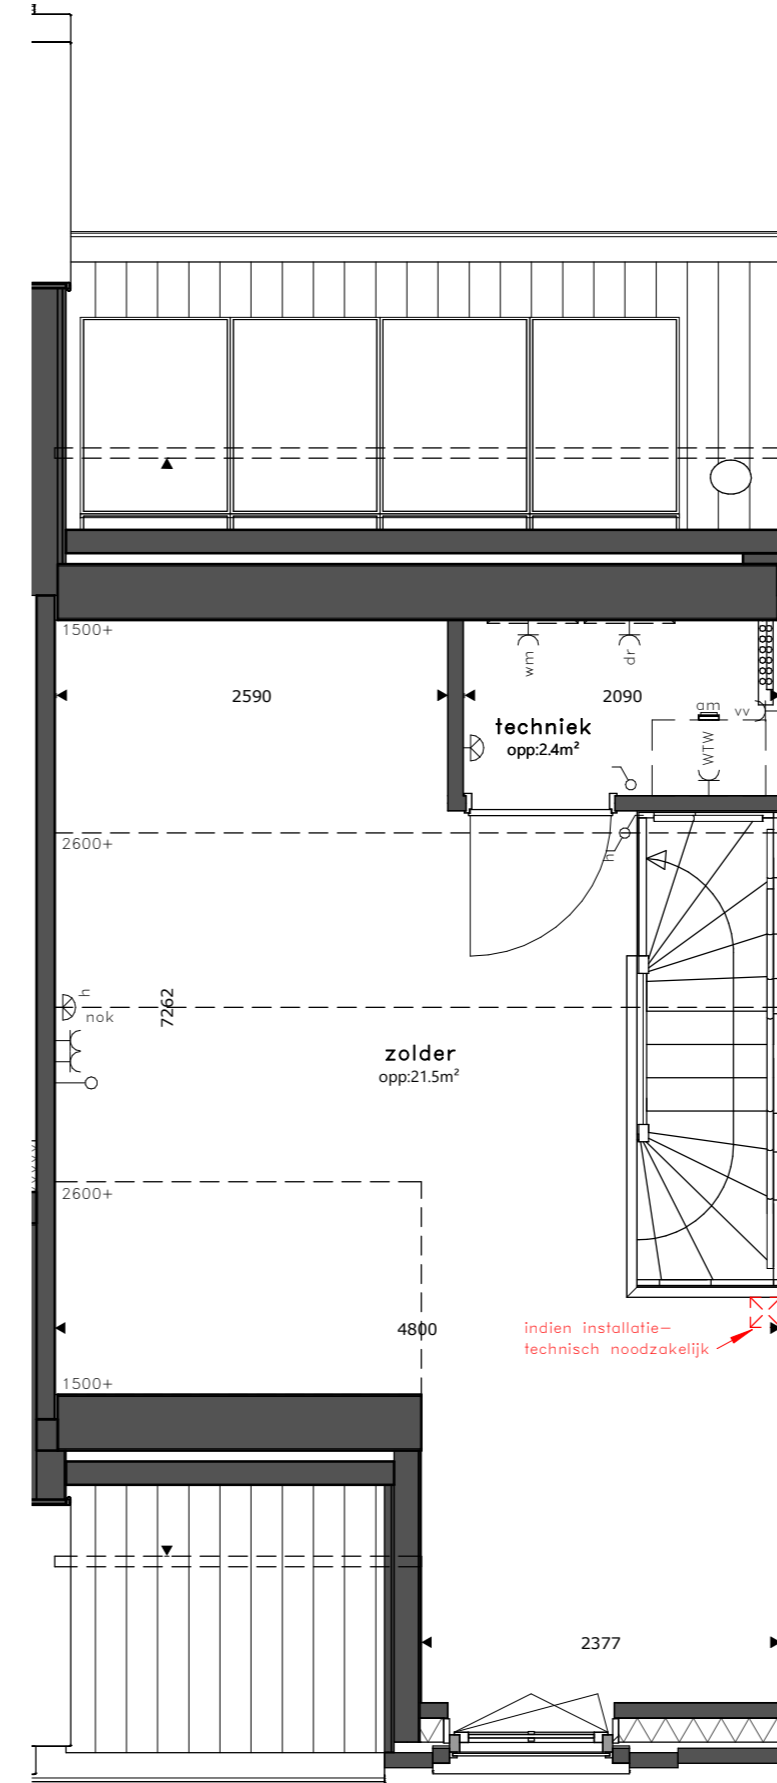 1500+
wm
dr
2590
2090
am
vv
techniek
opp:2.4m²
WTW
2600+
h
h
nok
7262
zolder
opp:21.5m²
2600+
4800
indien installatie-
technisch noodzakelijk
1500+
2377